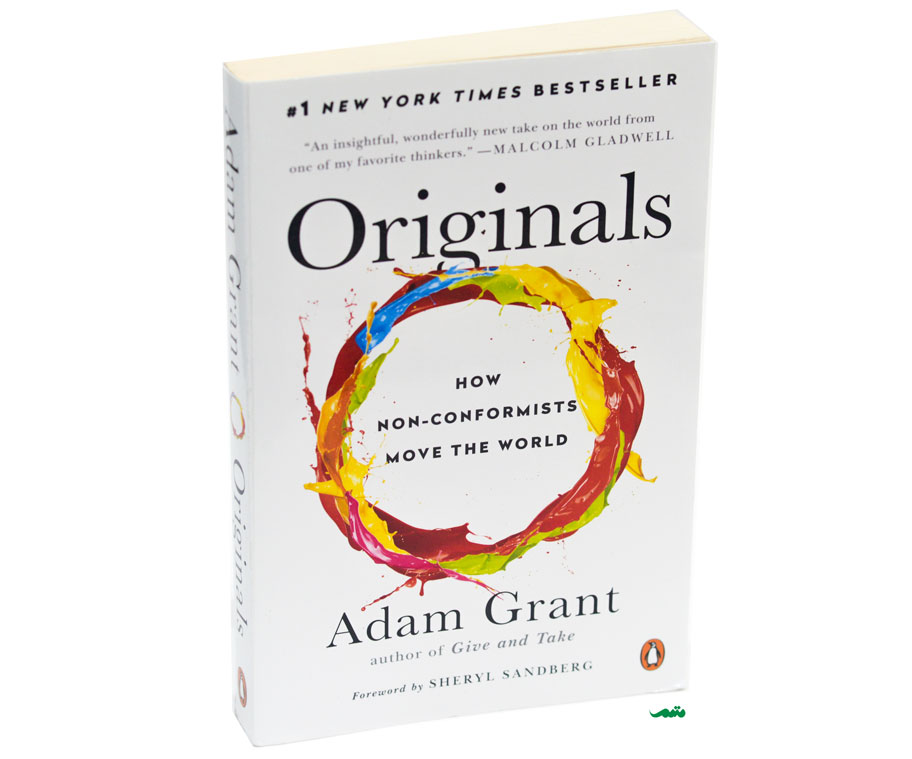 #1 NEW YORK TIMES BESTSELLER
“An insightful, wonderfully new take on the world from
one of my favorite thinkers.” —MALCOLM GLADWELL
Originals
HOW
NON-CONFORMISTS
MOVE THE WORLD
Adam Grant
author of Give and Take
Foreword by SHERYL SANDBERG
Adam Grant Originals
متمم